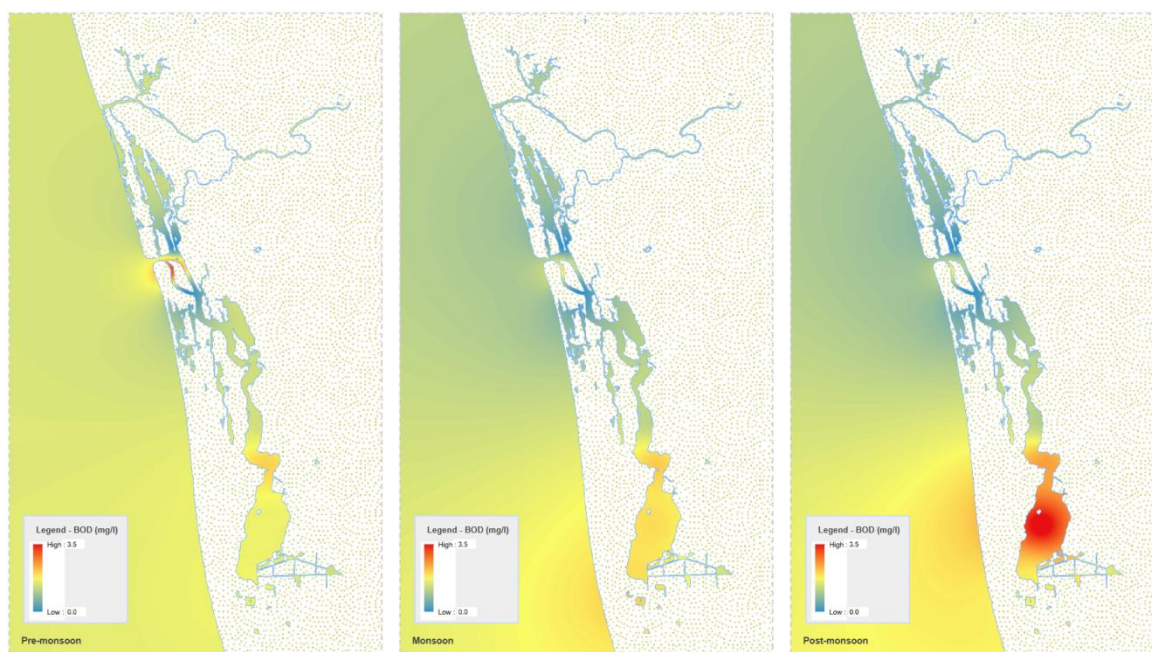 Legend - BOD (mg/l)
High : 3.5
Low : 0.0
Pre-monsoon
Legend - BOD (mg/l)
High : 3.5
Low : 0.0
Monsoon
Legend - BOD (mg/l)
High : 3.5
Low : 0.0
Post-monsoon